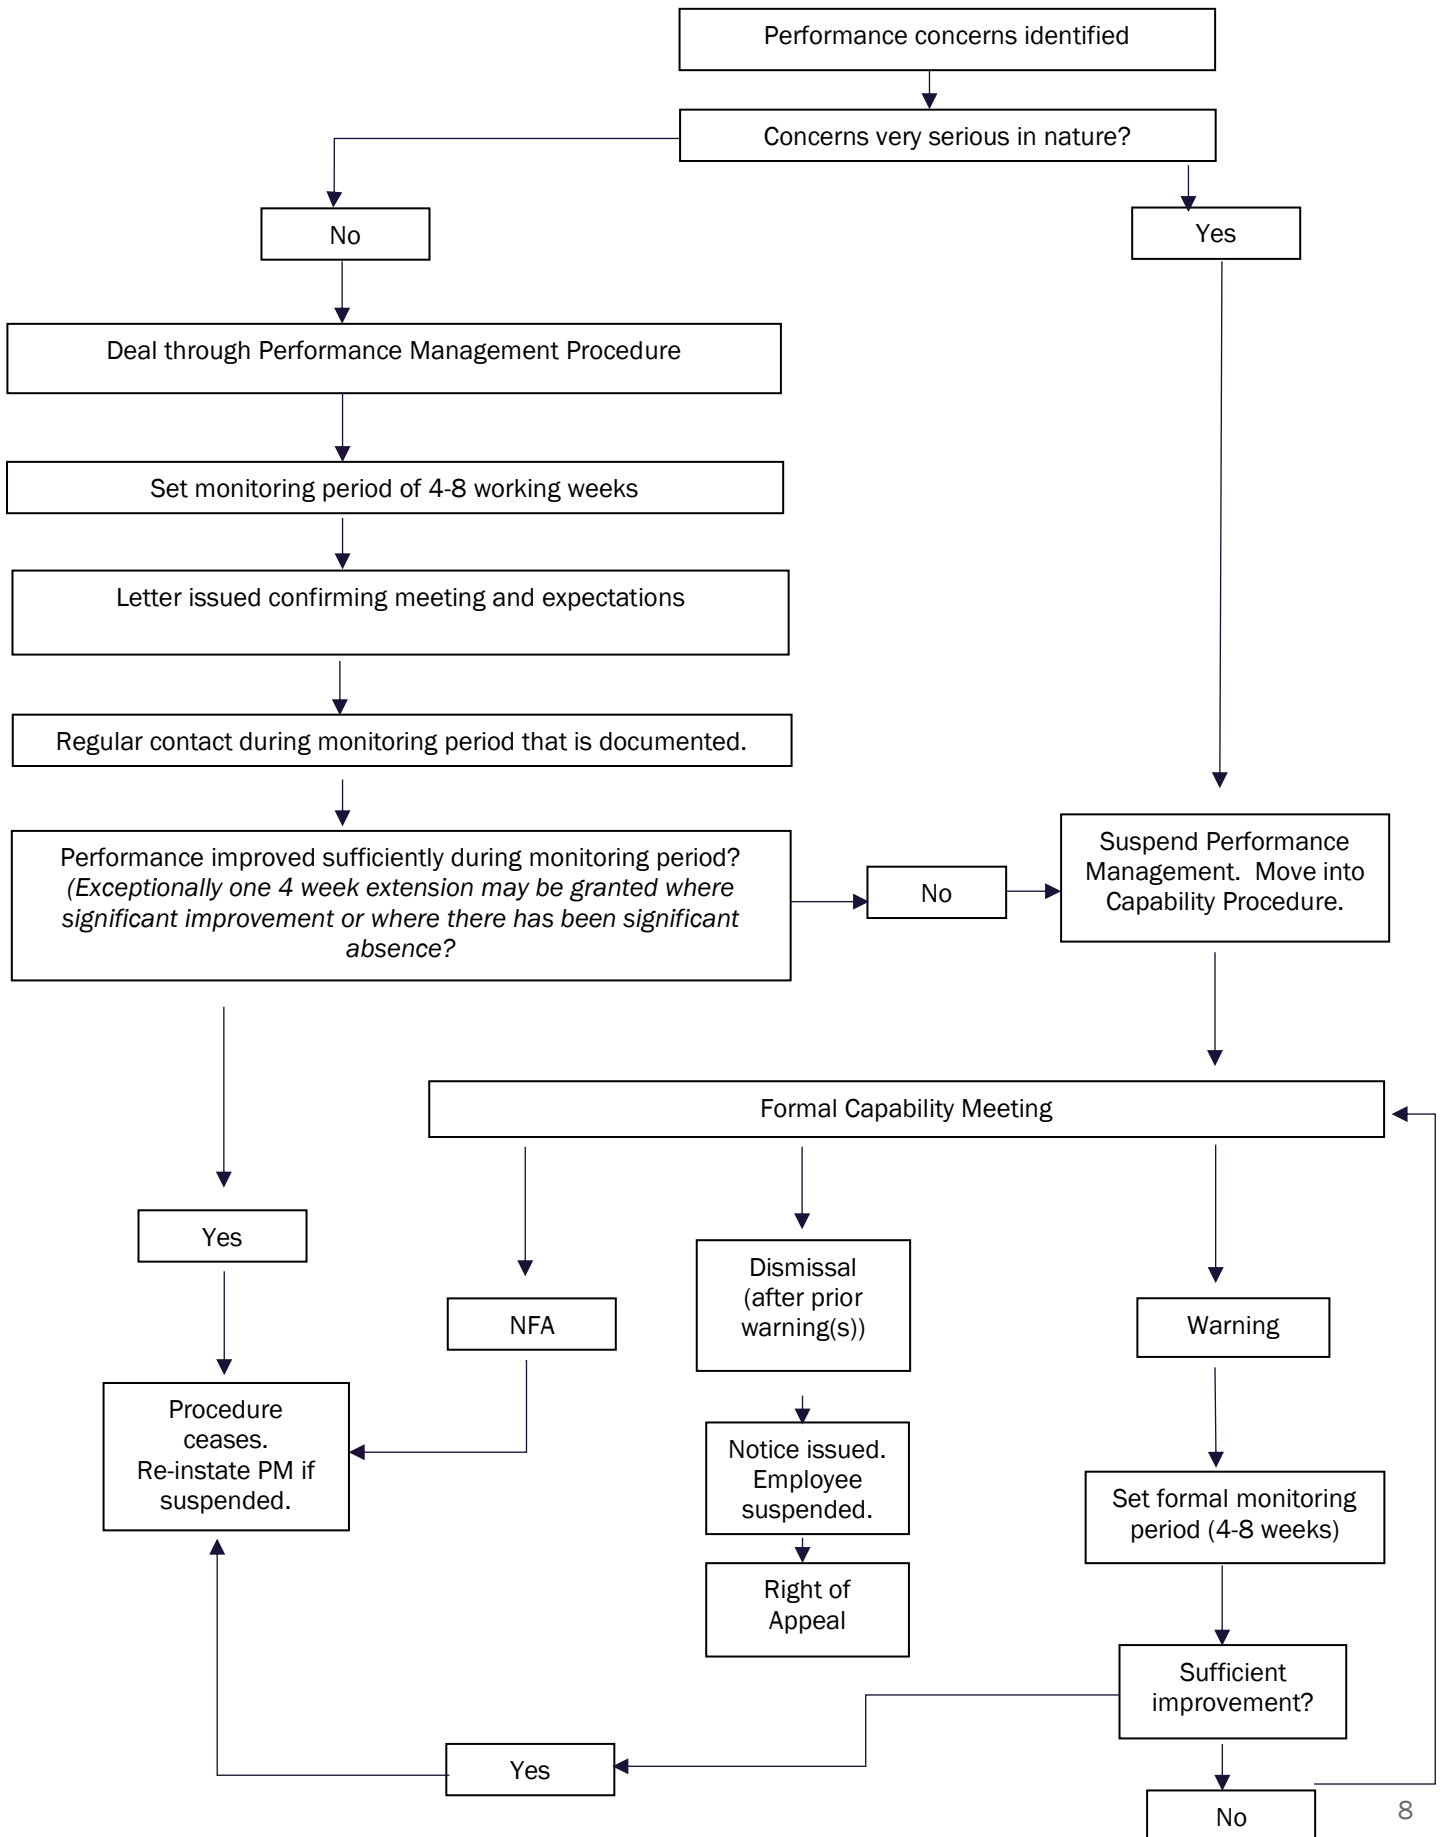 Performance concerns identified
Concerns very serious in nature?
No
Yes
Deal through Performance Management Procedure
Set monitoring period of 4-8 working weeks
Letter issued confirming meeting and expectations
Regular contact during monitoring period that is documented.
Performance improved sufficiently during monitoring period?
(Exceptionally one 4 week extension may be granted where
significant improvement or where there has been significant
absence?
No
Suspend Performance
Management.  Move into
Capability Procedure.
Formal Capability Meeting
Yes
NFA
Dismissal
(after prior
warning(s))
Warning
Procedure
ceases.
Re-instate PM if
suspended.
Notice issued.
Employee
suspended.
Set formal monitoring
period (4-8 weeks)
Right of
Appeal
Sufficient
improvement?
Yes
No
8